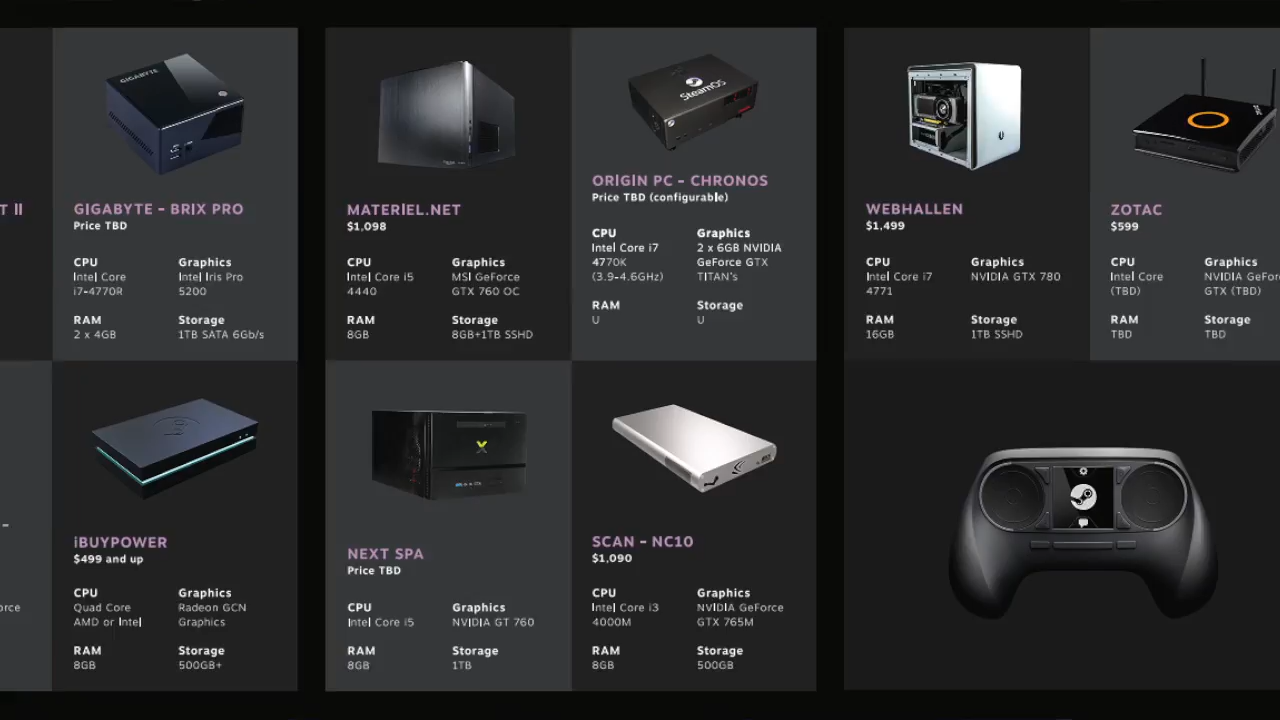 T II
GIGABYTE
GIGABYTE - BRIX PRO
Price TBD
CPU
Intel Core
i7-4770R
Graphics
Intel Iris Pro
5200
RAM
2 x 4GB
Storage
1TB SATA 6Gb/s
MATERIEL.NET
$1,098
CPU
Intel Core i5
4440
Graphics
MSI GeForce
GTX 760 OC
RAM
8GB
Storage
8GB+1TB SSHD
SteamOS
ORIGIN PC - CHRONOS
Price TBD (configurable)
CPU
Intel Core i7
4770K
(3.9-4.6GHz)
Graphics
2 x 6GB NVIDIA
GeForce GTX
TITAN's
RAM
U
Storage
U
WEBHALLEN
$1,499
CPU
Intel Core i7
4771
Graphics
NVIDIA GTX 780
RAM
16GB
Storage
1TB SSHD
ZOTAC
$599
CPU
Intel Core
(TBD)
Graphics
NVIDIA GeFor
GTX (TBD)
RAM
TBD
Storage
TBD
-
orce
iBUYPOWER
$499 and up
CPU
Quad Core
AMD or Intel
Graphics
Radeon GCN
Graphics
RAM
8GB
Storage
500GB+
X
NEXT SPA
Price TBD
CPU
Intel Core i5
Graphics
NVIDIA GT 760
RAM
8GB
Storage
1TB
SCAN - NC10
$1,090
CPU
Intel Core i3
4000M
Graphics
NVIDIA GeForce
GTX 765M
RAM
8GB
Storage
500GB